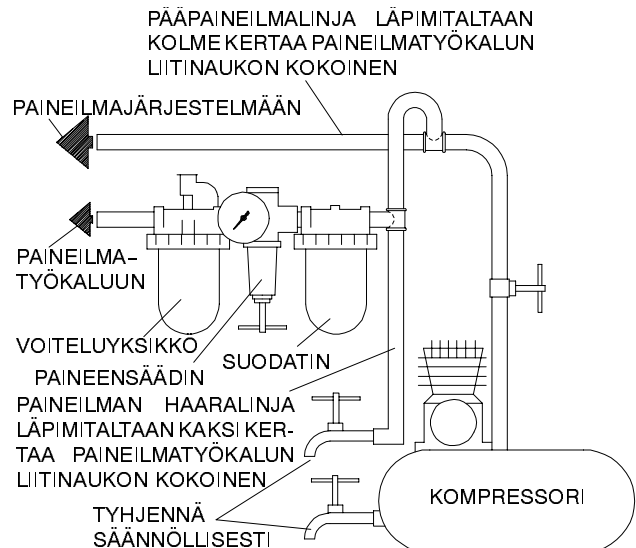 PÄÄPAINEILMALINJA LÄPIMITALTAAN
KOLME KERTAA PAINEILMATYÖKALUN
LIITINAUKON KOKOINEN
PAINEILMAJÄRJESTELMÄÄN
PAINEILMA–
TYÖKALUUN
VOITELUYKSIKKÖ
SUODATIN
PAINEENSÄÄDIN
PAINEILMAN HAARALINJA
LÄPIMITALTAAN KAKSI KER-
TAA PAINEILMATYÖKALUN
LIITINAUKON KOKOINEN
KOMPRESSORI
TYHJENNÄ
SÄÄNNÖLLISESTI